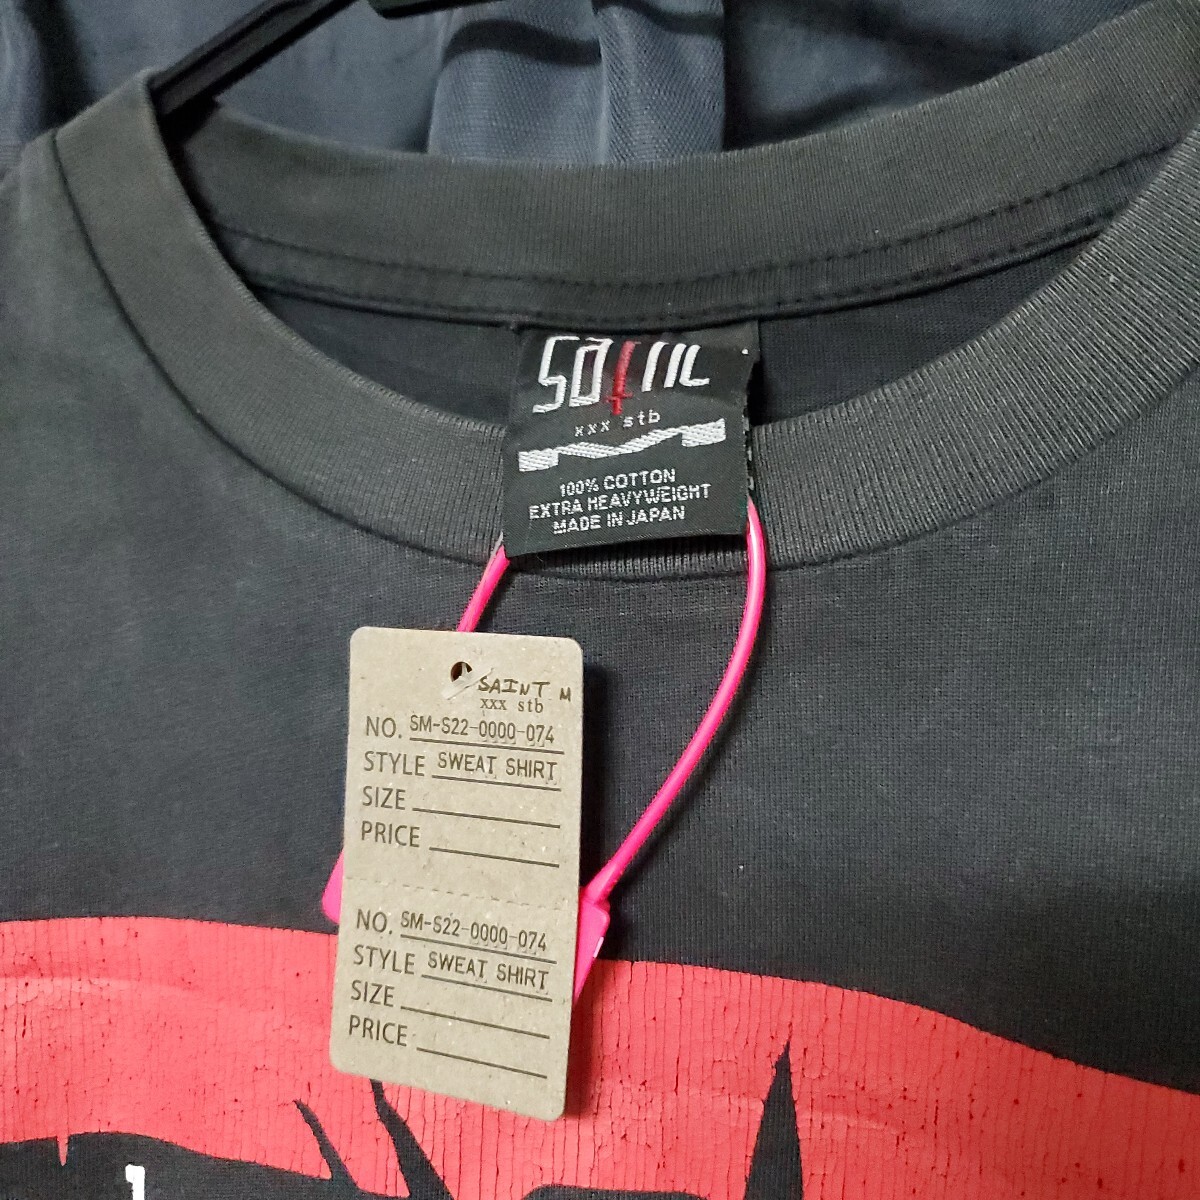 saint
xxx stb
100% COTTON
EXTRA HEAVYWEIGHT
MADE IN JAPAN
SAINT M
xxx stb
NO. SM-S22-0000-074
STYLE SWEAT SHIRT
SIZE
PRICE
NO. SM-S22-0000-074
STYLE SWEAT SHIRT
SIZE
PRICE